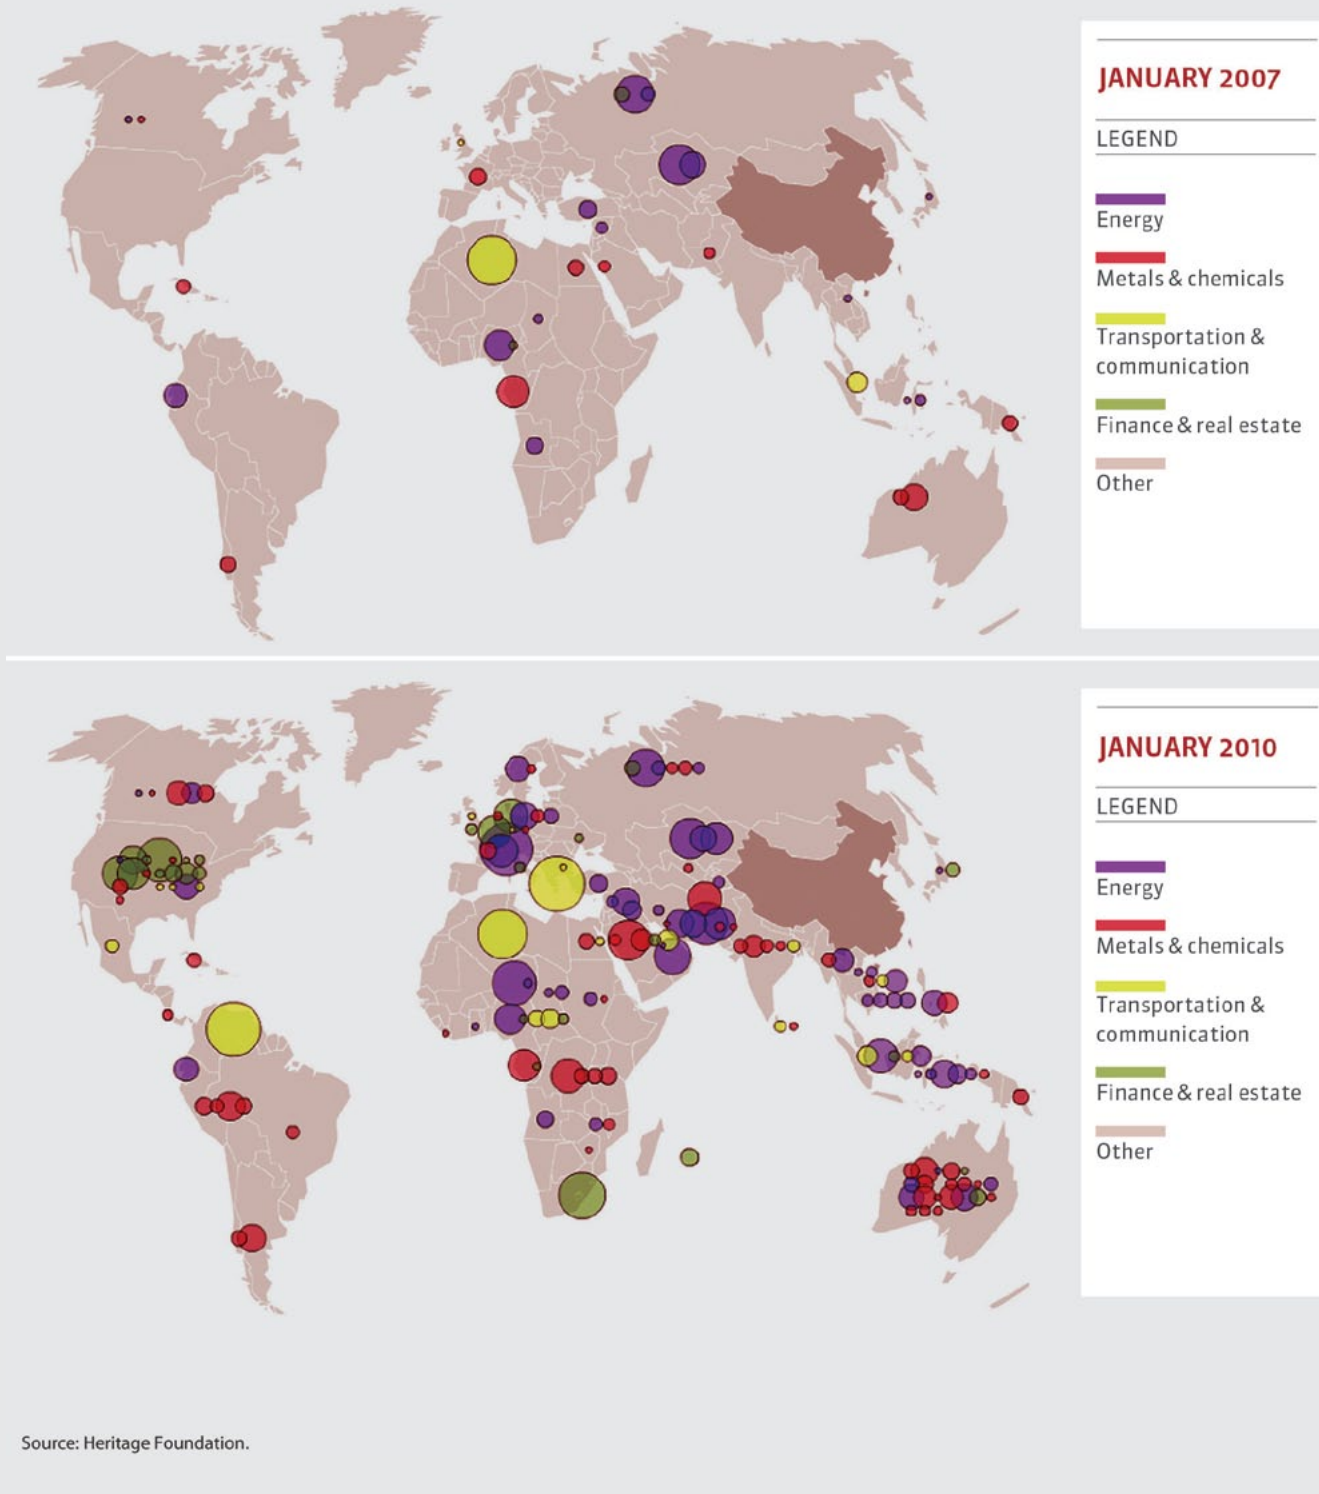 JANUARY 2007
LEGEND
Energy
Metals & chemicals
Transportation &
communication
Finance & real estate
Other
JANUARY 2010
LEGEND
Energy
Metals & chemicals
Transportation &
communication
Finance & real estate
Other
Source: Heritage Foundation.